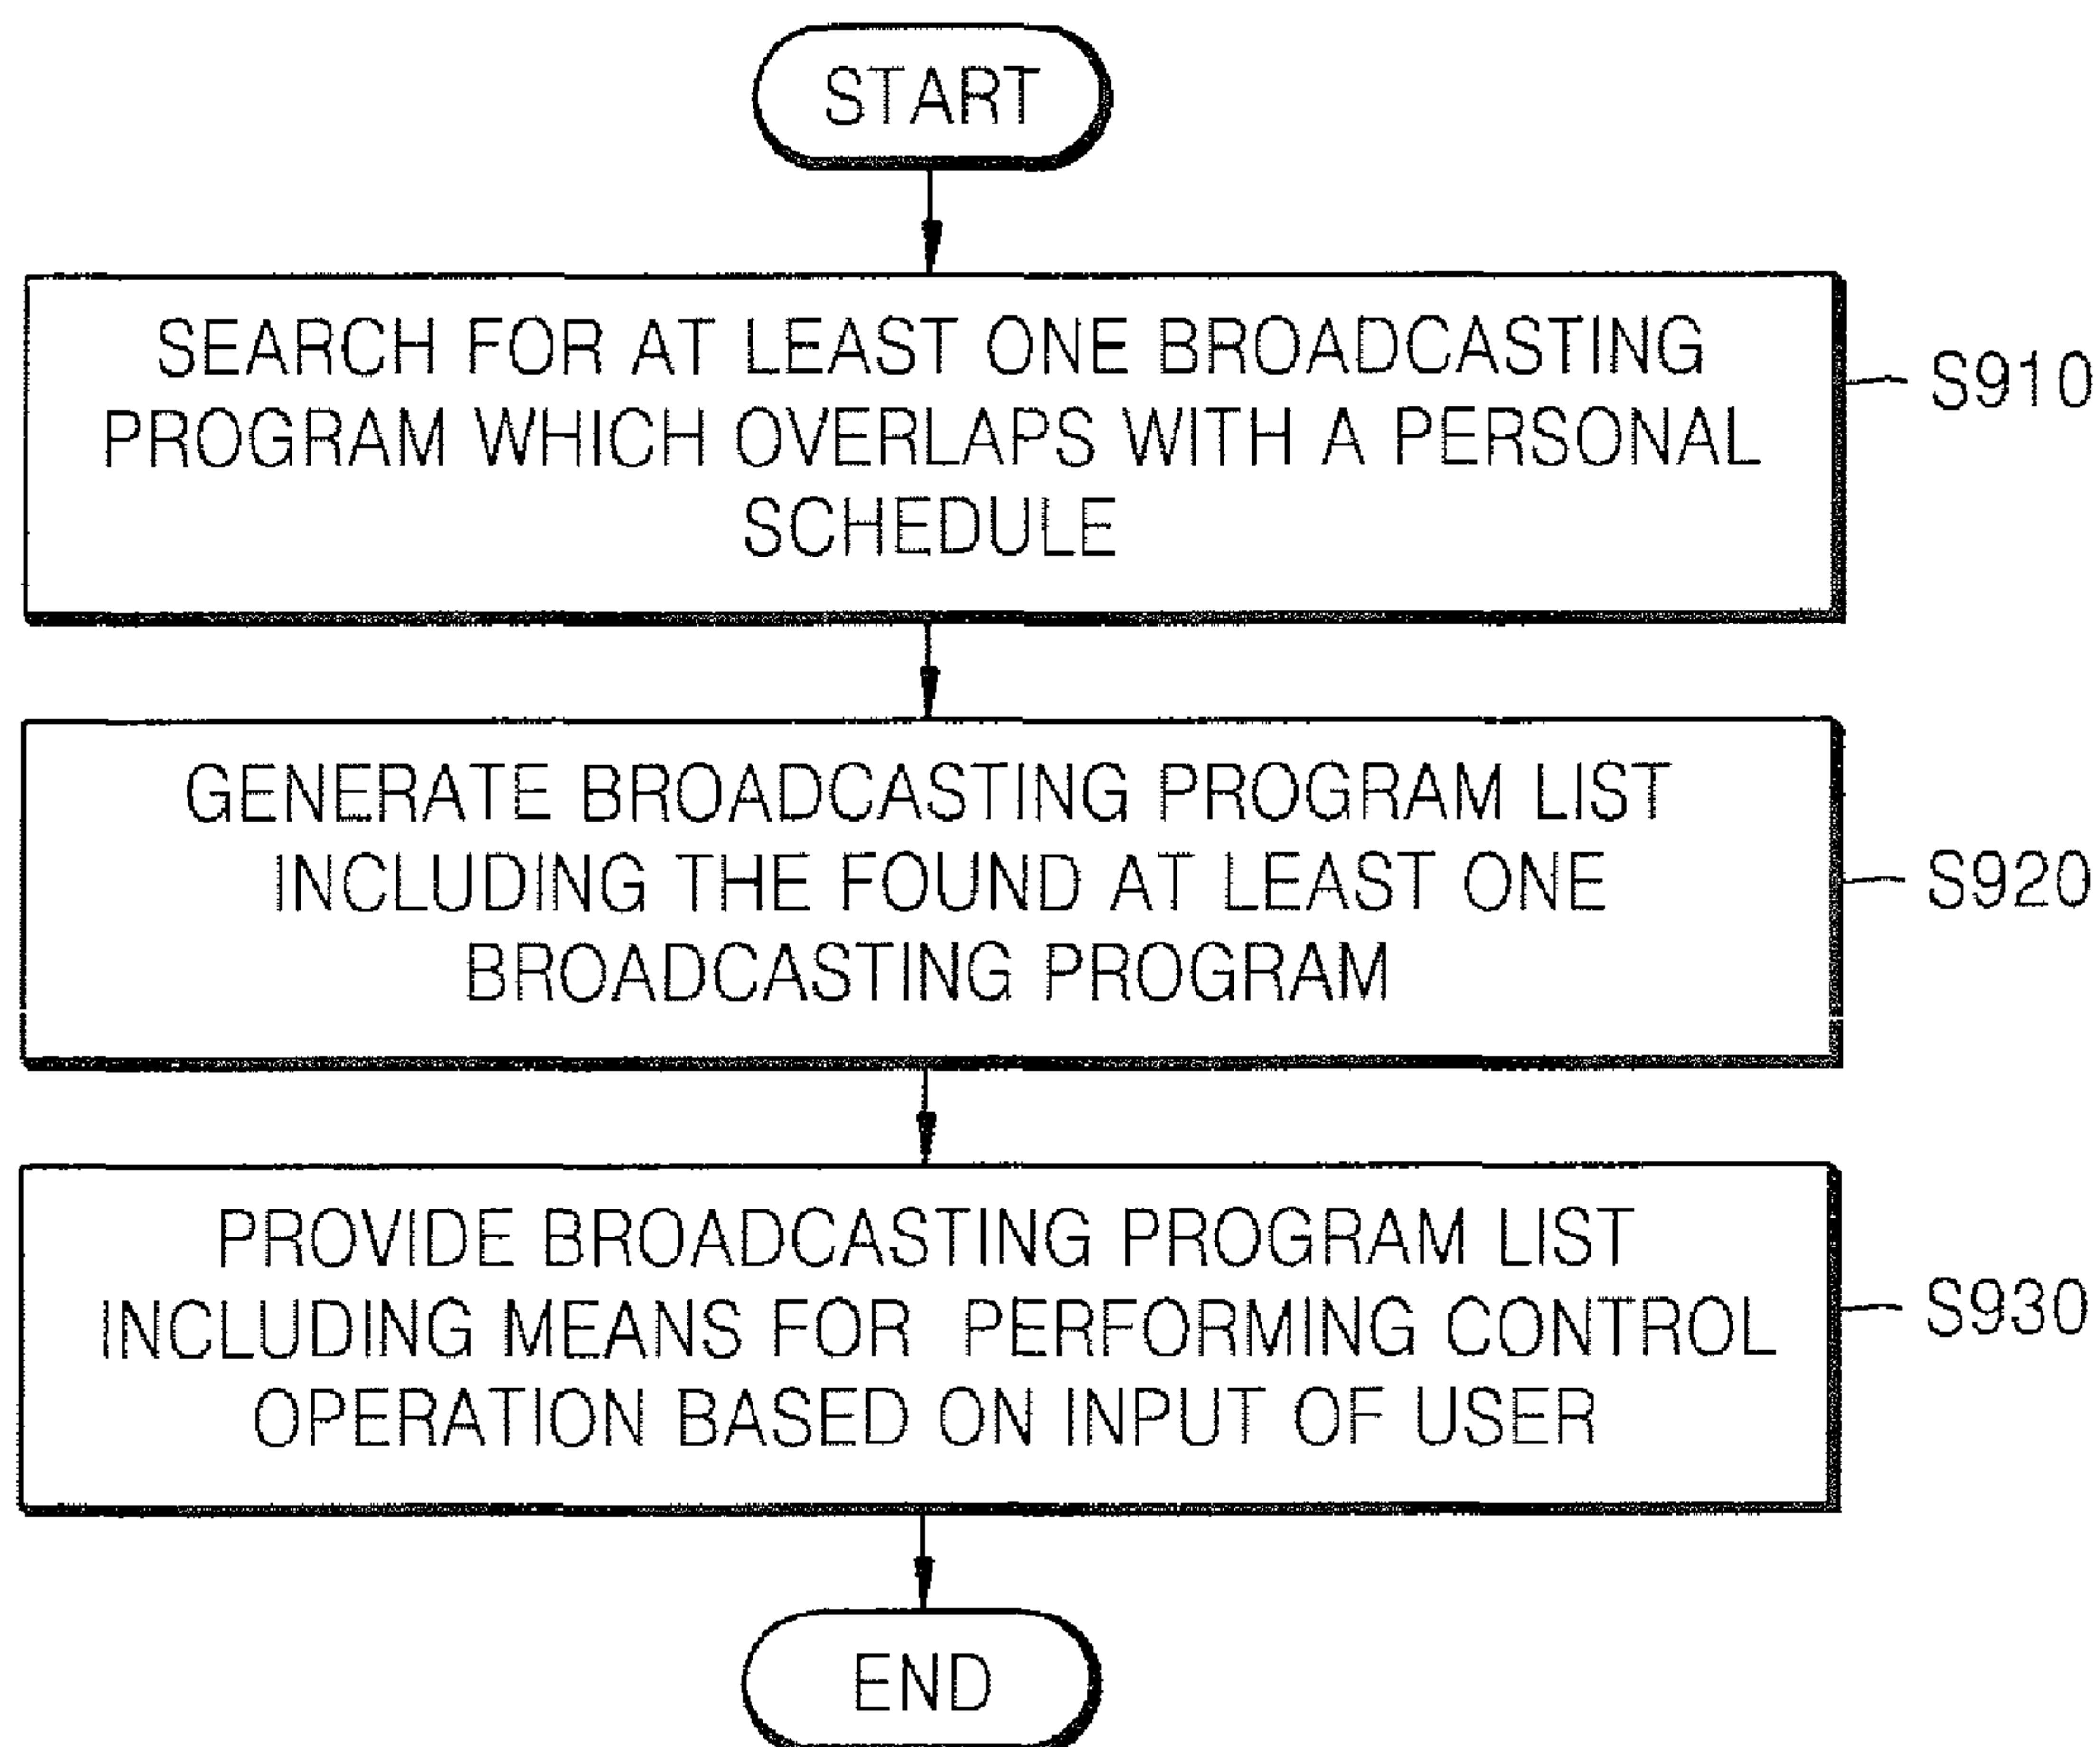 START
SEARCH FOR AT LEAST ONE BROADCASTING
PROGRAM WHICH OVERLAPS WITH A PERSONAL
SCHEDULE
S910
GENERATE BROADCASTING PROGRAM LIST
INCLUDING THE FOUND AT LEAST ONE
BROADCASTING PROGRAM
S920
PROVIDE BROADCASTING PROGRAM LIST
INCLUDING MEANS FOR PERFORMING CONTROL
OPERATION BASED ON INPUT OF USER
S930
END